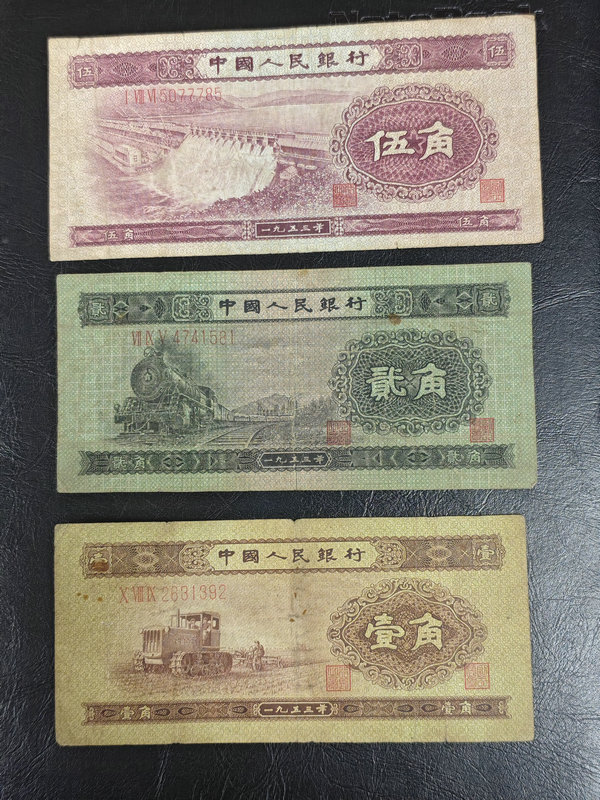 伍 中國人民銀行 伍
I VIII VI 5077785
伍角
伍角 一九五三年 伍角
貳 中國人民銀行 貳
VII IX V 4741581
貳角
貳角 一九五三年 貳角
中國人民銀行 壹
X VIII IX 2631392
壹角
壹角 一九五三年 壹角